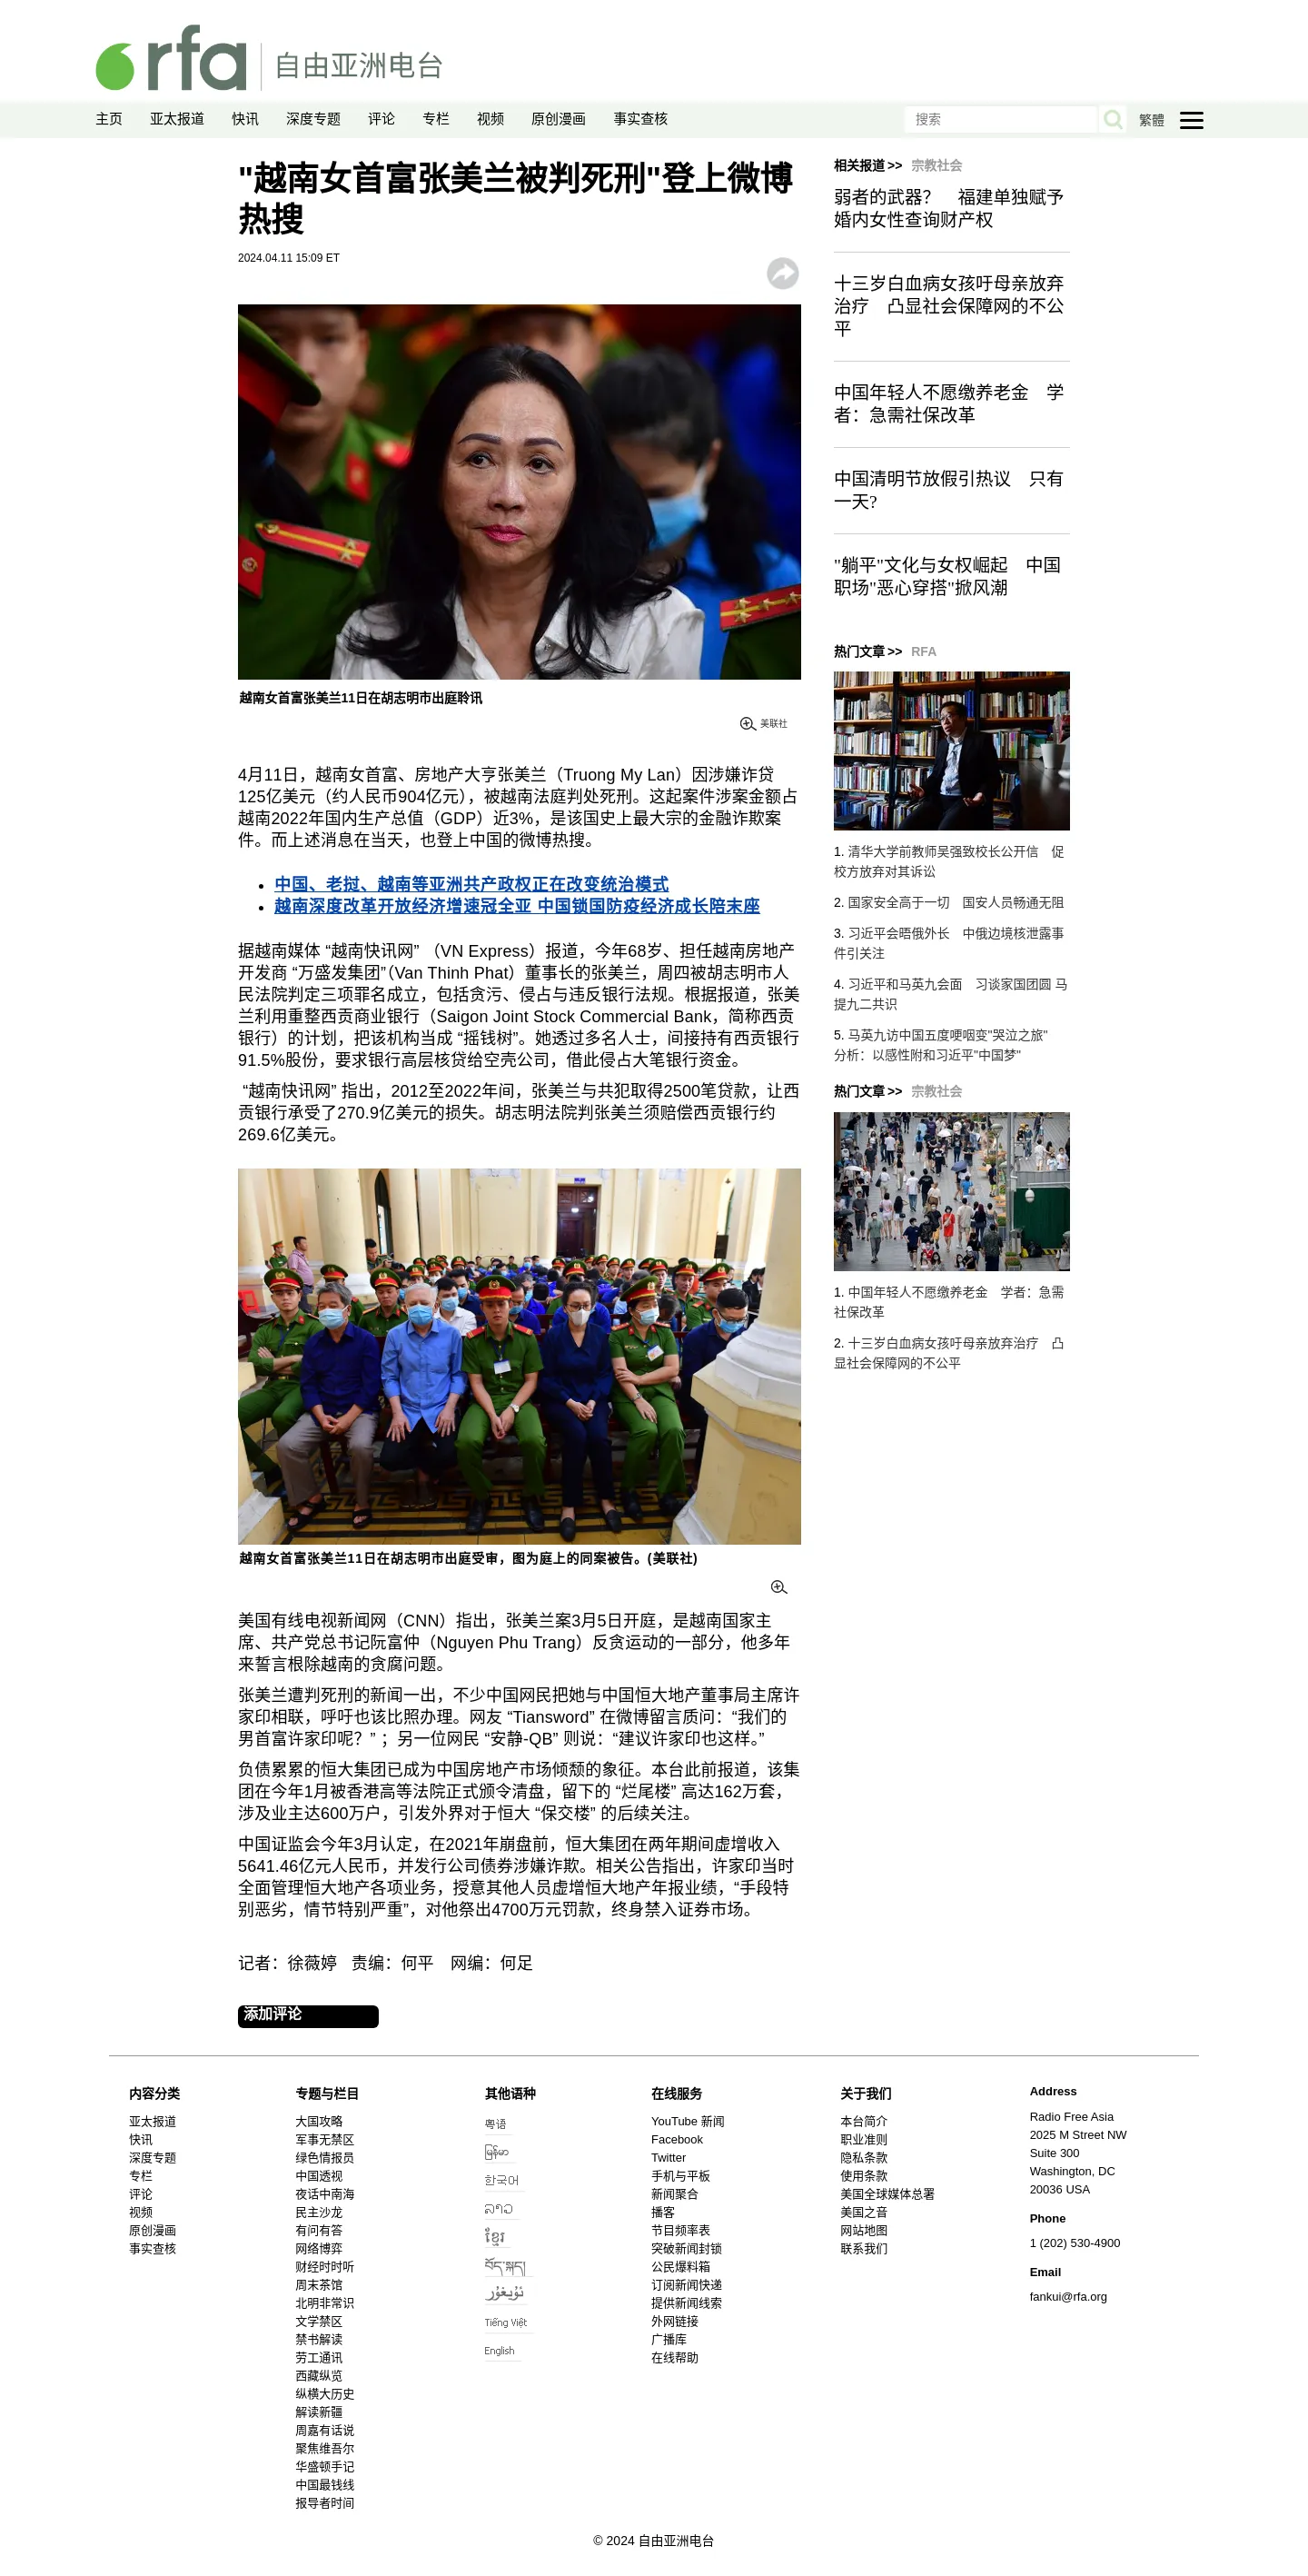 rfa 自由亚洲电台
主页 亚太报道 快讯 深度专题 评论 专栏 视频 原创漫画 事实查核 搜索 繁體
"越南女首富张美兰被判死刑"登上微博
热搜
2024.04.11 15:09 ET
越南女首富张美兰11日在胡志明市出庭聆讯
美联社
4月11日，越南女首富、房地产大亨张美兰（Truong My Lan）因涉嫌诈贷
125亿美元（约人民币904亿元），被越南法庭判处死刑。这起案件涉案金额占
越南2022年国内生产总值（GDP）近3%，是该国史上最大宗的金融诈欺案
件。而上述消息在当天，也登上中国的微博热搜。
• 中国、老挝、越南等亚洲共产政权正在改变统治模式
• 越南深度改革开放经济增速冠全亚 中国锁国防疫经济成长陪末座
据越南媒体 “越南快讯网” （VN Express）报道，今年68岁、担任越南房地产
开发商 “万盛发集团”（Van Thinh Phat）董事长的张美兰，周四被胡志明市人
民法院判定三项罪名成立，包括贪污、侵占与违反银行法规。根据报道，张美
兰利用重整西贡商业银行（Saigon Joint Stock Commercial Bank，简称西贡
银行）的计划，把该机构当成 “摇钱树”。她透过多名人士，间接持有西贡银行
91.5%股份，要求银行高层核贷给空壳公司，借此侵占大笔银行资金。
“越南快讯网” 指出，2012至2022年间，张美兰与共犯取得2500笔贷款，让西
贡银行承受了270.9亿美元的损失。胡志明法院判张美兰须赔偿西贡银行约
269.6亿美元。
越南女首富张美兰11日在胡志明市出庭受审，图为庭上的同案被告。(美联社)
美国有线电视新闻网（CNN）指出，张美兰案3月5日开庭，是越南国家主
席、共产党总书记阮富仲（Nguyen Phu Trang）反贪运动的一部分，他多年
来誓言根除越南的贪腐问题。
张美兰遭判死刑的新闻一出，不少中国网民把她与中国恒大地产董事局主席许
家印相联，呼吁也该比照办理。网友 “Tiansword” 在微博留言质问：“我们的
男首富许家印呢？” ；另一位网民 “安静-QB” 则说：“建议许家印也这样。”
负债累累的恒大集团已成为中国房地产市场倾颓的象征。本台此前报道，该集
团在今年1月被香港高等法院正式颁令清盘，留下的 “烂尾楼” 高达162万套，
涉及业主达600万户，引发外界对于恒大 “保交楼” 的后续关注。
中国证监会今年3月认定，在2021年崩盘前，恒大集团在两年期间虚增收入
5641.46亿元人民币，并发行公司债券涉嫌诈欺。相关公告指出，许家印当时
全面管理恒大地产各项业务，授意其他人员虚增恒大地产年报业绩，“手段特
别恶劣，情节特别严重”，对他祭出4700万元罚款，终身禁入证券市场。
记者：徐薇婷 责编：何平 网编：何足
添加评论
相关报道 >> 宗教社会
弱者的武器？ 福建单独赋予
婚内女性查询财产权
十三岁白血病女孩吁母亲放弃
治疗 凸显社会保障网的不公
平
中国年轻人不愿缴养老金 学
者：急需社保改革
中国清明节放假引热议 只有
一天?
"躺平"文化与女权崛起 中国
职场"恶心穿搭"掀风潮
热门文章 >> RFA
1. 清华大学前教师吴强致校长公开信 促
校方放弃对其诉讼
2. 国家安全高于一切 国安人员畅通无阻
3. 习近平会晤俄外长 中俄边境核泄露事
件引关注
4. 习近平和马英九会面 习谈家国团圆 马
提九二共识
5. 马英九访中国五度哽咽变"哭泣之旅"
分析：以感性附和习近平"中国梦"
热门文章 >> 宗教社会
1. 中国年轻人不愿缴养老金 学者：急需
社保改革
2. 十三岁白血病女孩吁母亲放弃治疗 凸
显社会保障网的不公平
内容分类
亚太报道
快讯
深度专题
专栏
评论
视频
原创漫画
事实查核
专题与栏目
大国攻略
军事无禁区
绿色情报员
中国透视
夜话中南海
民主沙龙
有问有答
网络博弈
财经时时听
周末茶馆
北明非常识
文学禁区
禁书解读
劳工通讯
西藏纵览
纵横大历史
解读新疆
周嘉有话说
聚焦维吾尔
华盛顿手记
中国最钱线
报导者时间
其他语种
粤语
မြန်မာ
한국어
ລາວ
ខ្មែរ
བོད་སྐད།
ئۇيغۇر
Tiếng Việt
English
在线服务
YouTube 新闻
Facebook
Twitter
手机与平板
新闻聚合
播客
节目频率表
突破新闻封锁
公民爆料箱
订阅新闻快递
提供新闻线索
外网链接
广播库
在线帮助
关于我们
本台简介
职业准则
隐私条款
使用条款
美国全球媒体总署
美国之音
网站地图
联系我们
Address
Radio Free Asia
2025 M Street NW
Suite 300
Washington, DC
20036 USA
Phone
1 (202) 530-4900
Email
fankui@rfa.org
© 2024 自由亚洲电台